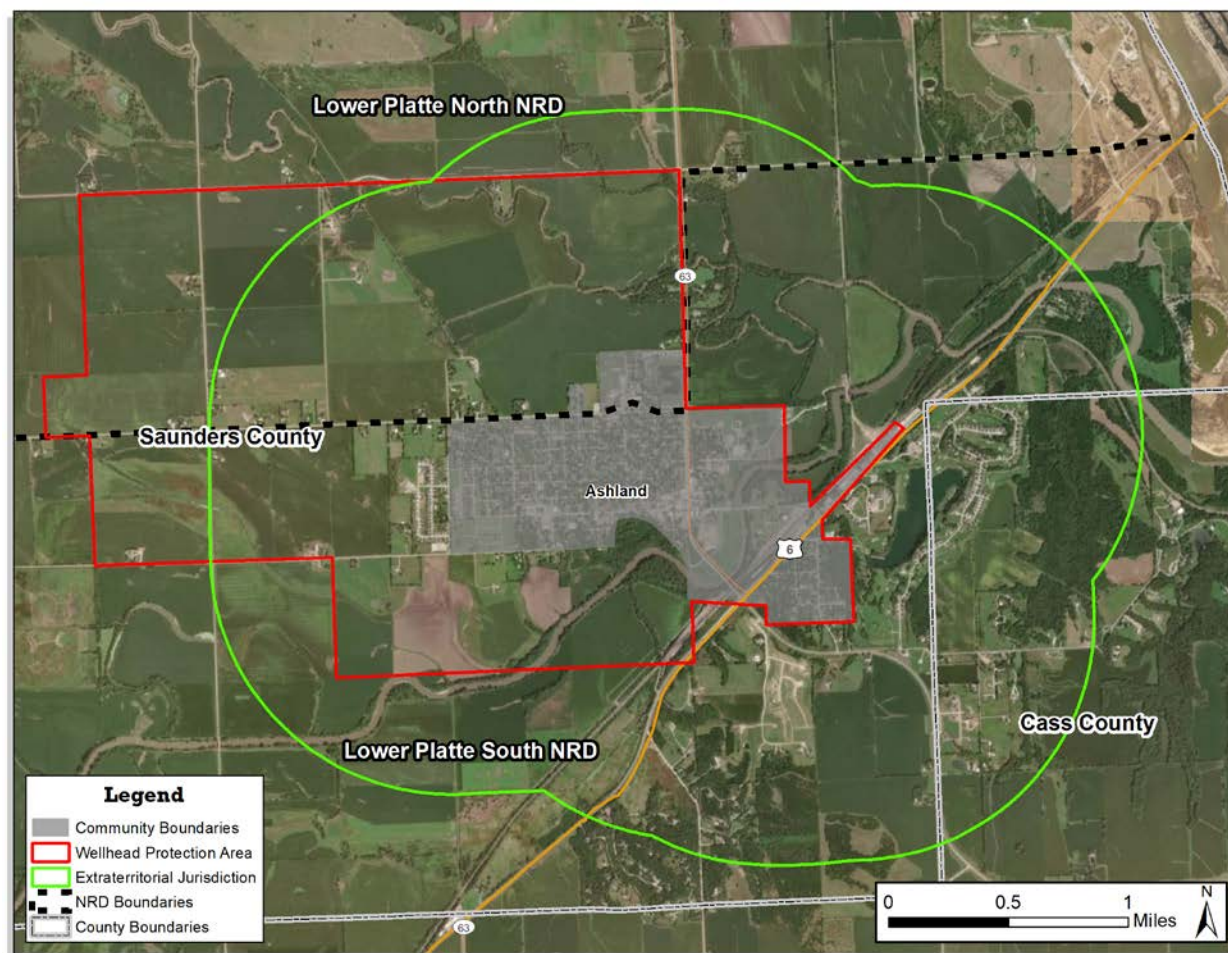 Lower Platte North NRD
63
Saunders County
Ashland
6
Cass County
Lower Platte South NRD
Legend
Community Boundaries
Wellhead Protection Area
Extraterritorial Jurisdiction
NRD Boundaries
County Boundaries
63
0 0.5 1
Miles
N